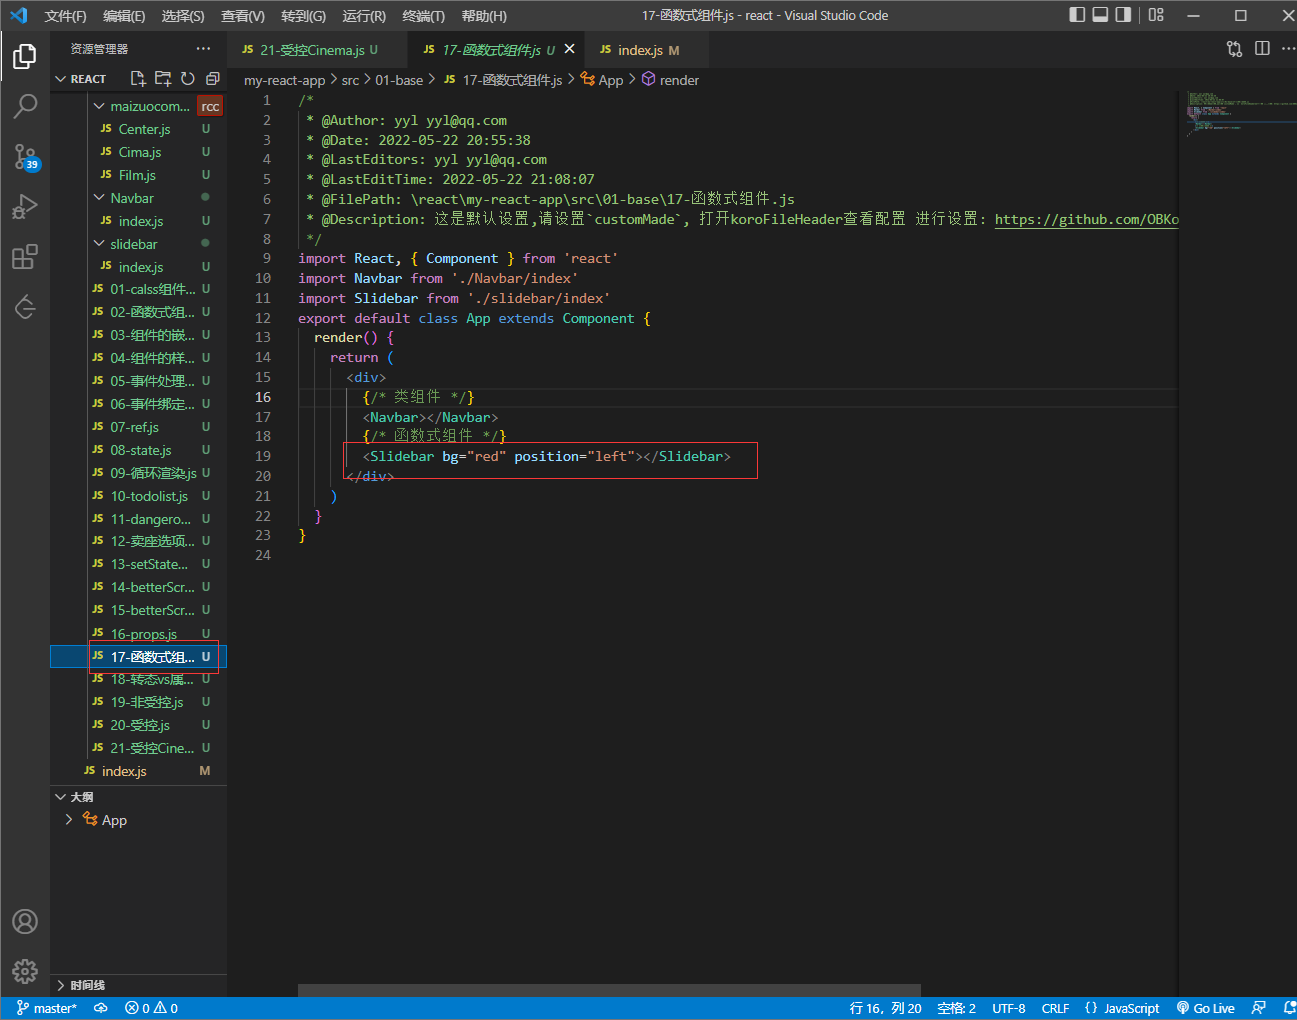 文件(F) 编辑(E) 选择(S) 查看(V) 转到(G) 运行(R) 终端(T) 帮助(H) 17-函数式组件.js - react - Visual Studio Code
资源管理器 ···
JS 21-受控Cinema.js U JS 17-函数式组件.js U JS index.js M
REACT
my-react-app > src > 01-base > JS 17-函数式组件.js > App > render
maizuocom... rcc
JS Center.js U
JS Cima.js U
JS Film.js U
Navbar
JS index.js U
slidebar
JS index.js U
JS 01-calss组件... U
JS 02-函数式组... U
JS 03-组件的嵌... U
JS 04-组件的样... U
JS 05-事件处理... U
JS 06-事件绑定... U
JS 07-ref.js U
JS 08-state.js U
JS 09-循环渲染.js U
JS 10-todolist.js U
JS 11-dangero... U
JS 12-卖座选项... U
JS 13-setState... U
JS 14-betterScr... U
JS 15-betterScr... U
JS 16-props.js U
JS 17-函数式组... U
JS 18-转态vs属... U
JS 19-非受控.js U
JS 20-受控.js U
JS 21-受控Cine... U
JS index.js M
大纲
App
时间线
39
1 /*
2 * @Author: yyl yyl@qq.com
3 * @Date: 2022-05-22 20:55:38
4 * @LastEditors: yyl yyl@qq.com
5 * @LastEditTime: 2022-05-22 21:08:07
6 * @FilePath: \react\my-react-app\src\01-base\17-函数式组件.js
7 * @Description: 这是默认设置,请设置`customMade`, 打开koroFileHeader查看配置 进行设置: https://github.com/OBKo
8 */
9 import React, { Component } from 'react'
10 import Navbar from './Navbar/index'
11 import Slidebar from './slidebar/index'
12 export default class App extends Component {
13 render() {
14 return (
15 <div>
16 {/* 类组件 */}
17 <Navbar></Navbar>
18 {/* 函数式组件 */}
19 <Slidebar bg="red" position="left"></Slidebar>
20 </div>
21 )
22 }
23 }
24
master* 0 0 行 16，列 20 空格: 2 UTF-8 CRLF {} JavaScript Go Live